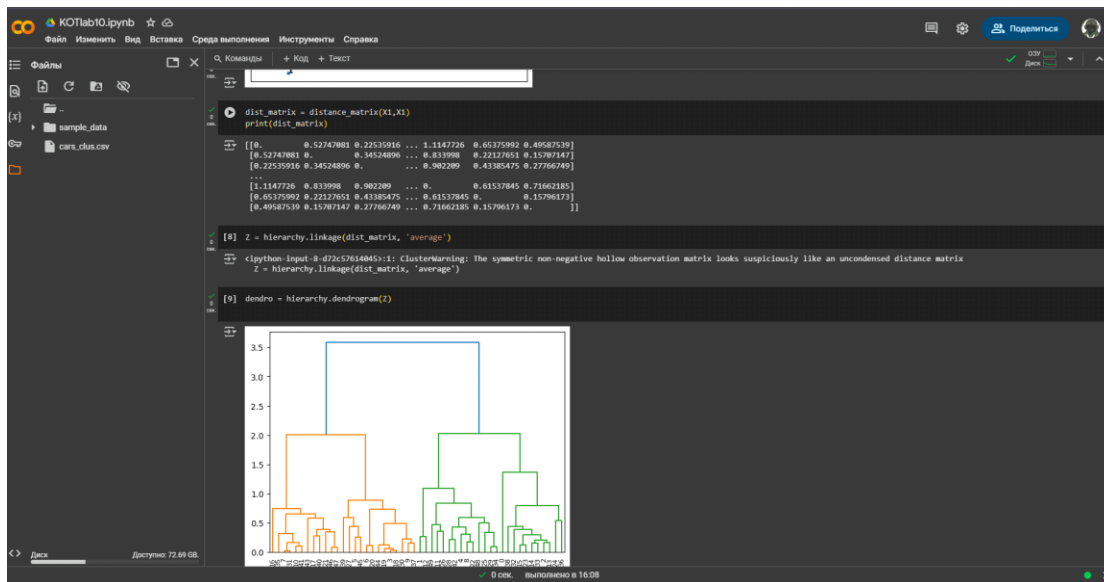 KOTlab10.ipynb
Файл Изменить Вид Вставка Среда выполнения Инструменты Справка
Поделиться
Файлы
Команды + Код + Текст
ОЗУ
Диск
..
sample_data
cars_clus.csv
{x}
dist_matrix = distance_matrix(X1,X1)
print(dist_matrix)
[[0. 0.52747081 0.22535916 ... 1.1147726 0.65375992 0.49587539]
[0.52747081 0. 0.34524896 ... 0.833998 0.22127651 0.15707147]
[0.22535916 0.34524896 0. ... 0.902209 0.43385475 0.27766749]
...
[1.1147726 0.833998 0.902209 ... 0. 0.61537845 0.71662185]
[0.65375992 0.22127651 0.43385475 ... 0.61537845 0. 0.15796173]
[0.49587539 0.15707147 0.27766749 ... 0.71662185 0.15796173 0. ]]
[8] Z = hierarchy.linkage(dist_matrix, 'average')
<ipython-input-8-d72c57614045>:1: ClusterWarning: The symmetric non-negative hollow observation matrix looks suspiciously like an uncondensed distance matrix
Z = hierarchy.linkage(dist_matrix, 'average')
[9] dendro = hierarchy.dendrogram(Z)
3.5
3.0
2.5
2.0
1.5
1.0
0.5
0.0
Диск Доступно: 72.69 GB.
0 сек. выполнено в 16:08